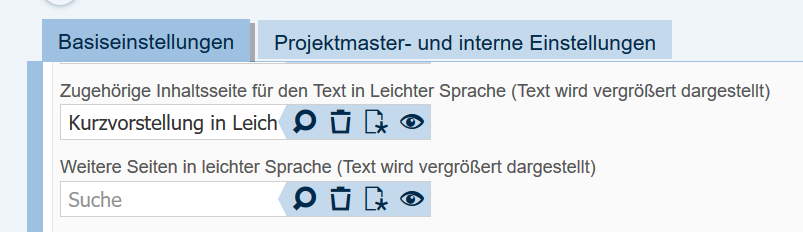 Basiseinstellungen
Projektmaster- und interne Einstellungen
Zugehörige Inhaltsseite für den Text in Leichter Sprache (Text wird vergrößert dargestellt)
Kurzvorstellung in Leich
Weitere Seiten in leichter Sprache (Text wird vergrößert dargestellt)
Suche